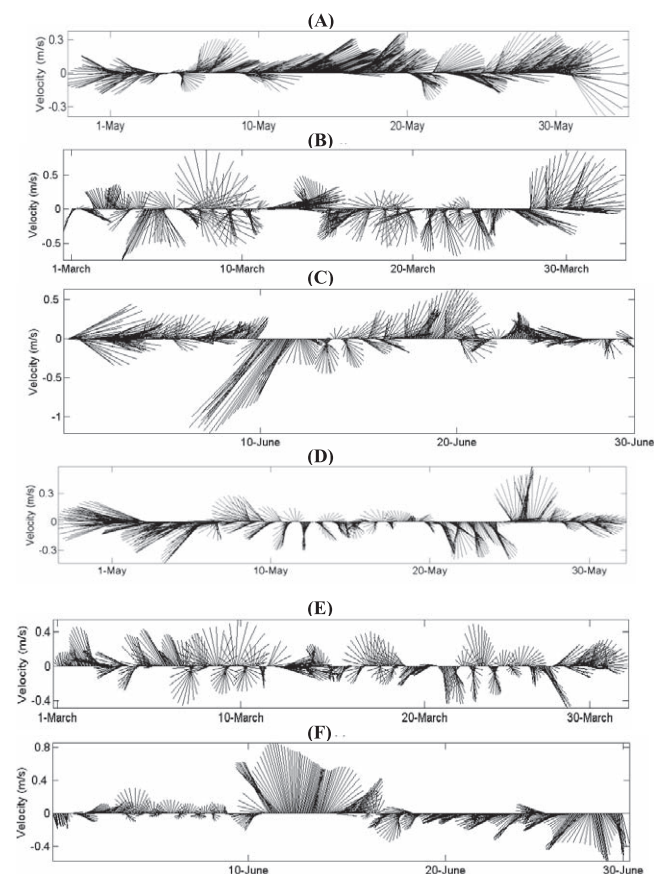 (A)
Velocity (m/s)
0.3
0
-0.3
1-May 10-May 20-May 30-May
(B)
Velocity (m/s)
0.5
0
-0.5
1-March 10-March 20-March 30-March
(C)
Velocity (m/s)
0.5
0
-0.5
-1
10-June 20-June 30-June
(D)
Velocity (m/s)
0.3
0
-0.3
1-May 10-May 20-May 30-May
(E)
Velocity (m/s)
0.4
0
-0.4
1-March 10-March 20-March 30-March
(F)
Velocity (m/s)
0.8
0.4
0
-0.4
10-June 20-June 30-June